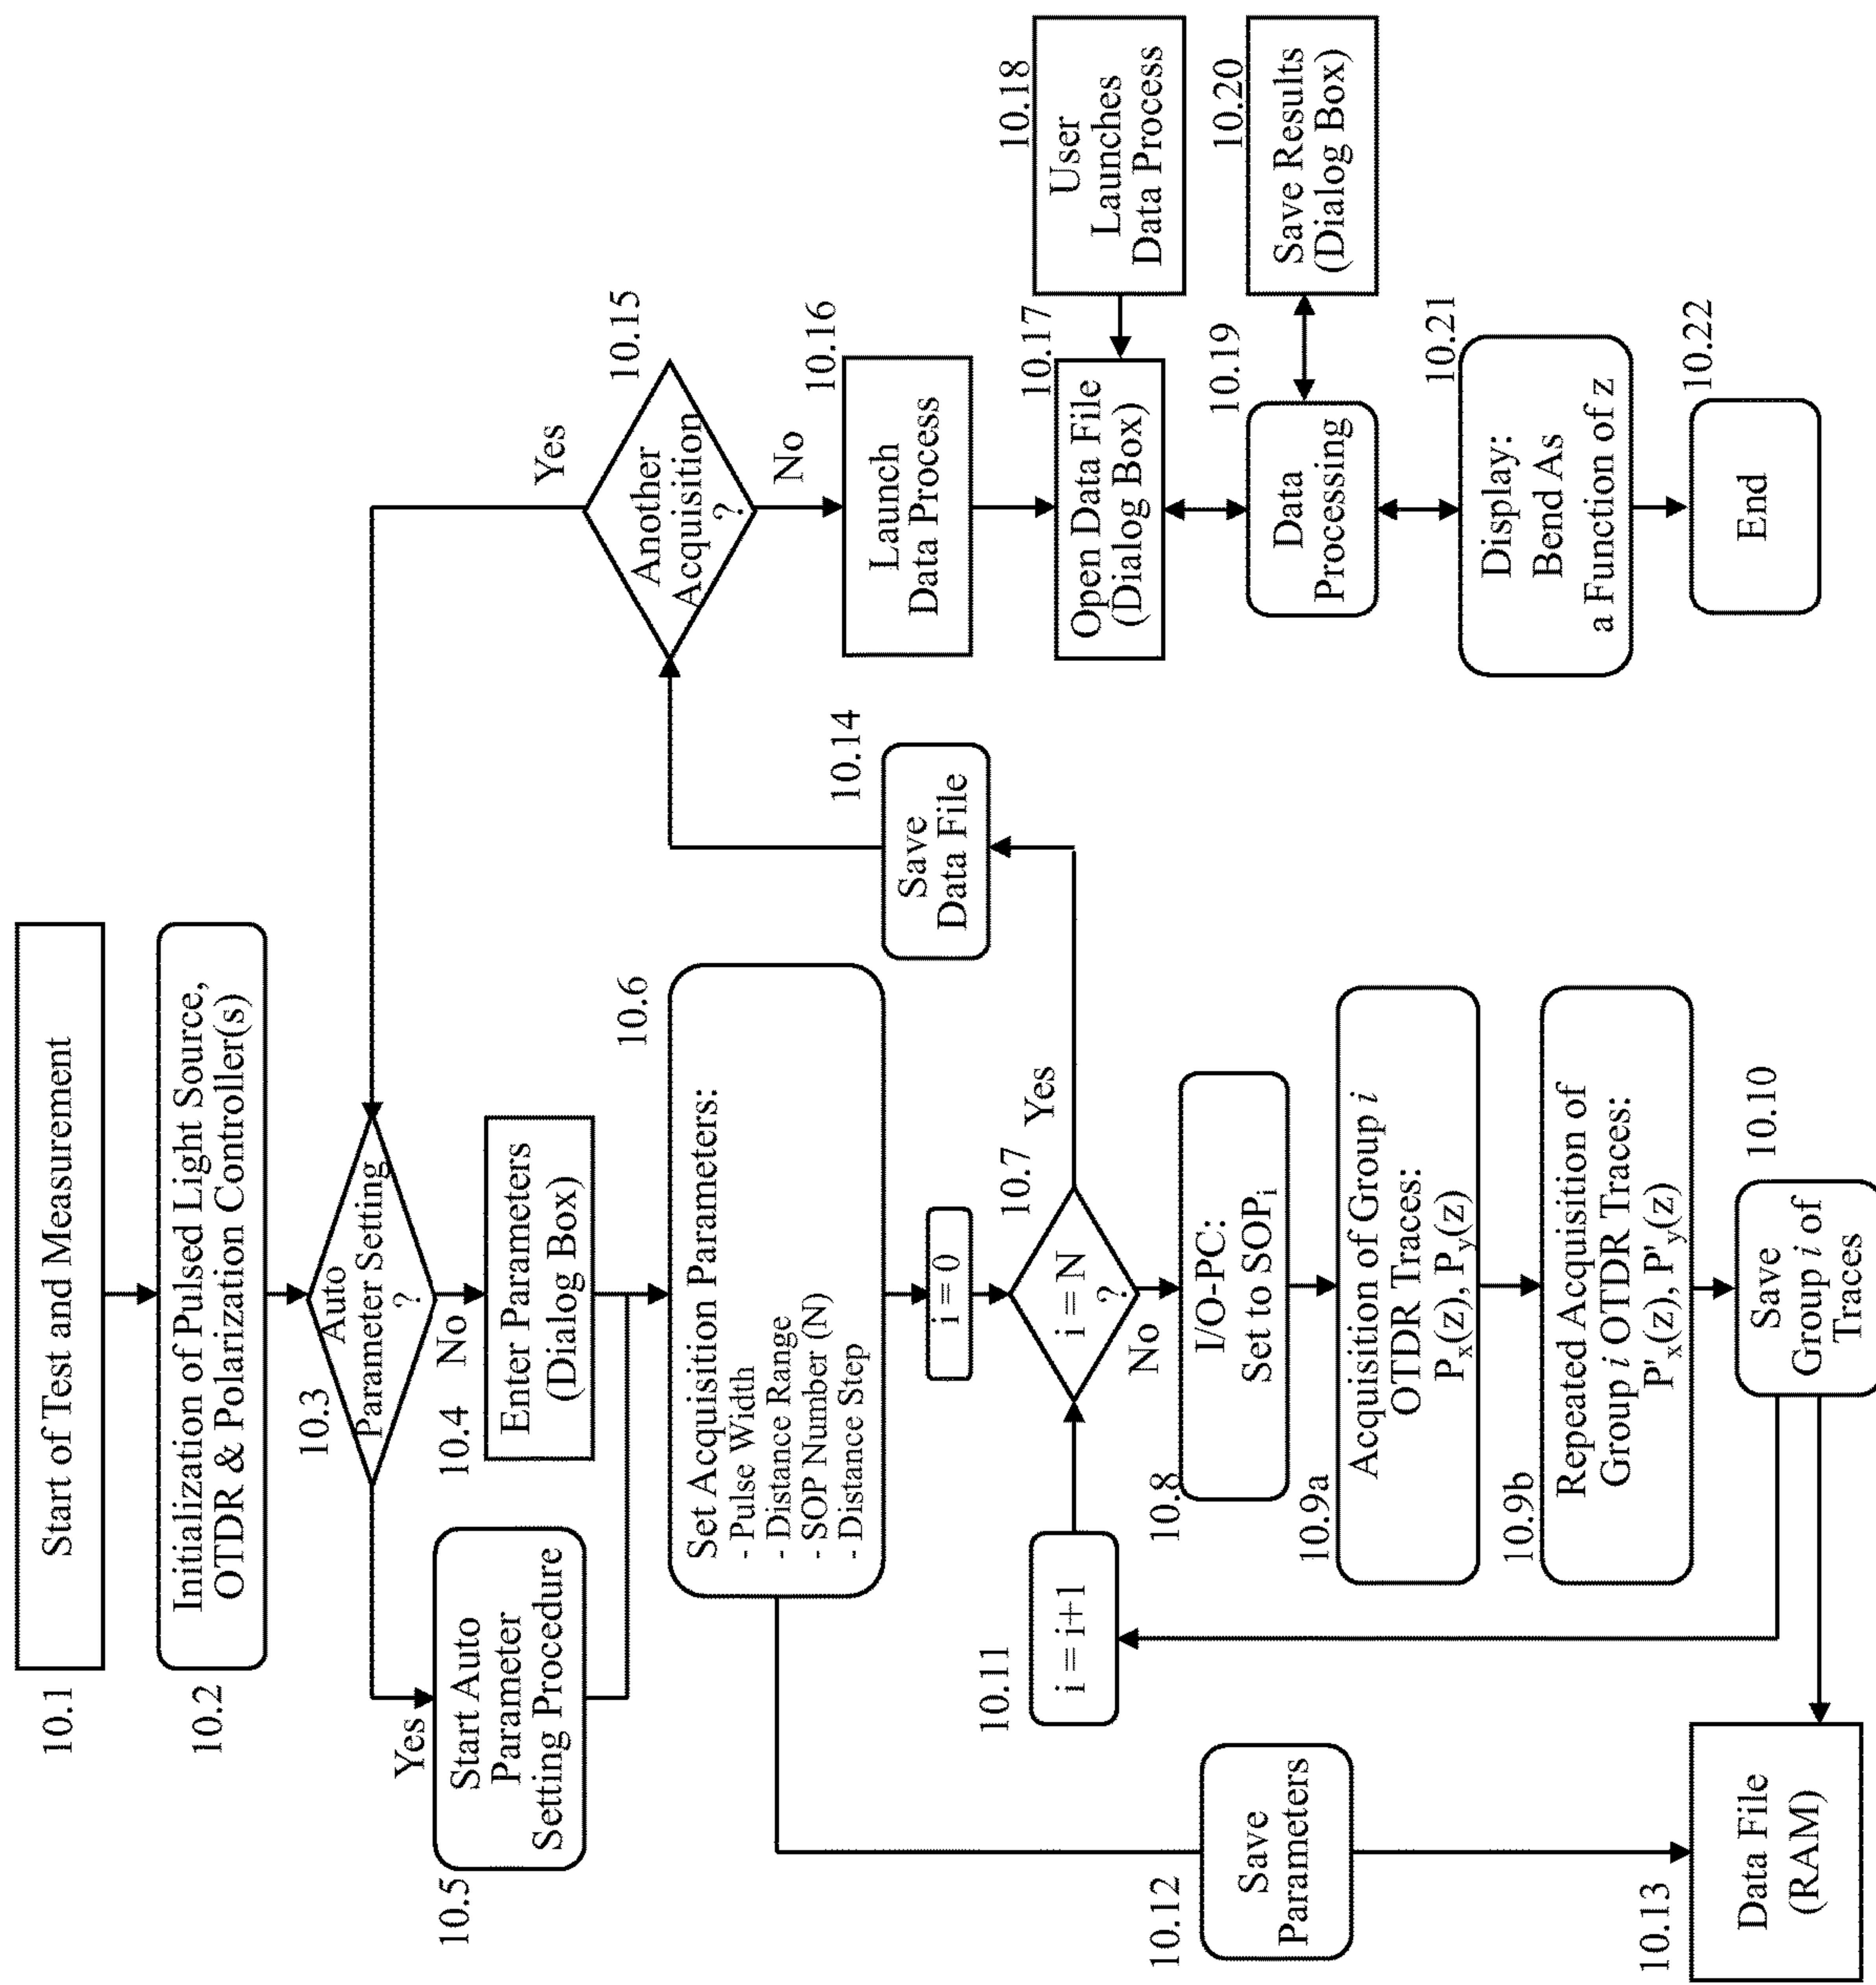 10.1
Start of Test and Measurement
10.2
Initialization of Pulsed Light Source,
OTDR & Polarization Controller(s)
10.3
Auto
Parameter Setting
?
Yes
No
10.4
Enter Parameters
(Dialog Box)
10.5
Start Auto
Parameter
Setting Procedure
10.6
Set Acquisition Parameters:
- Pulse Width
- Distance Range
- SOP Number (N)
- Distance Step
i = 0
10.7
i = N
?
Yes
No
10.8
I/O-PC:
Set to SOPi
10.9a
Acquisition of Group i
OTDR Traces:
Px(z), Py(z)
10.9b
Repeated Acquisition of
Group i OTDR Traces:
P'x(z), P'y(z)
10.10
Save
Group i of
Traces
10.11
i = i+1
10.12
Save
Parameters
10.13
Data File
(RAM)
10.14
Save
Data File
10.15
Another
Acquisition
?
Yes
No
10.16
Launch
Data Process
10.17
Open Data File
(Dialog Box)
10.18
User
Launches
Data Process
10.19
Data
Processing
10.20
Save Results
(Dialog Box)
10.21
Display:
Bend As
a Function of z
10.22
End